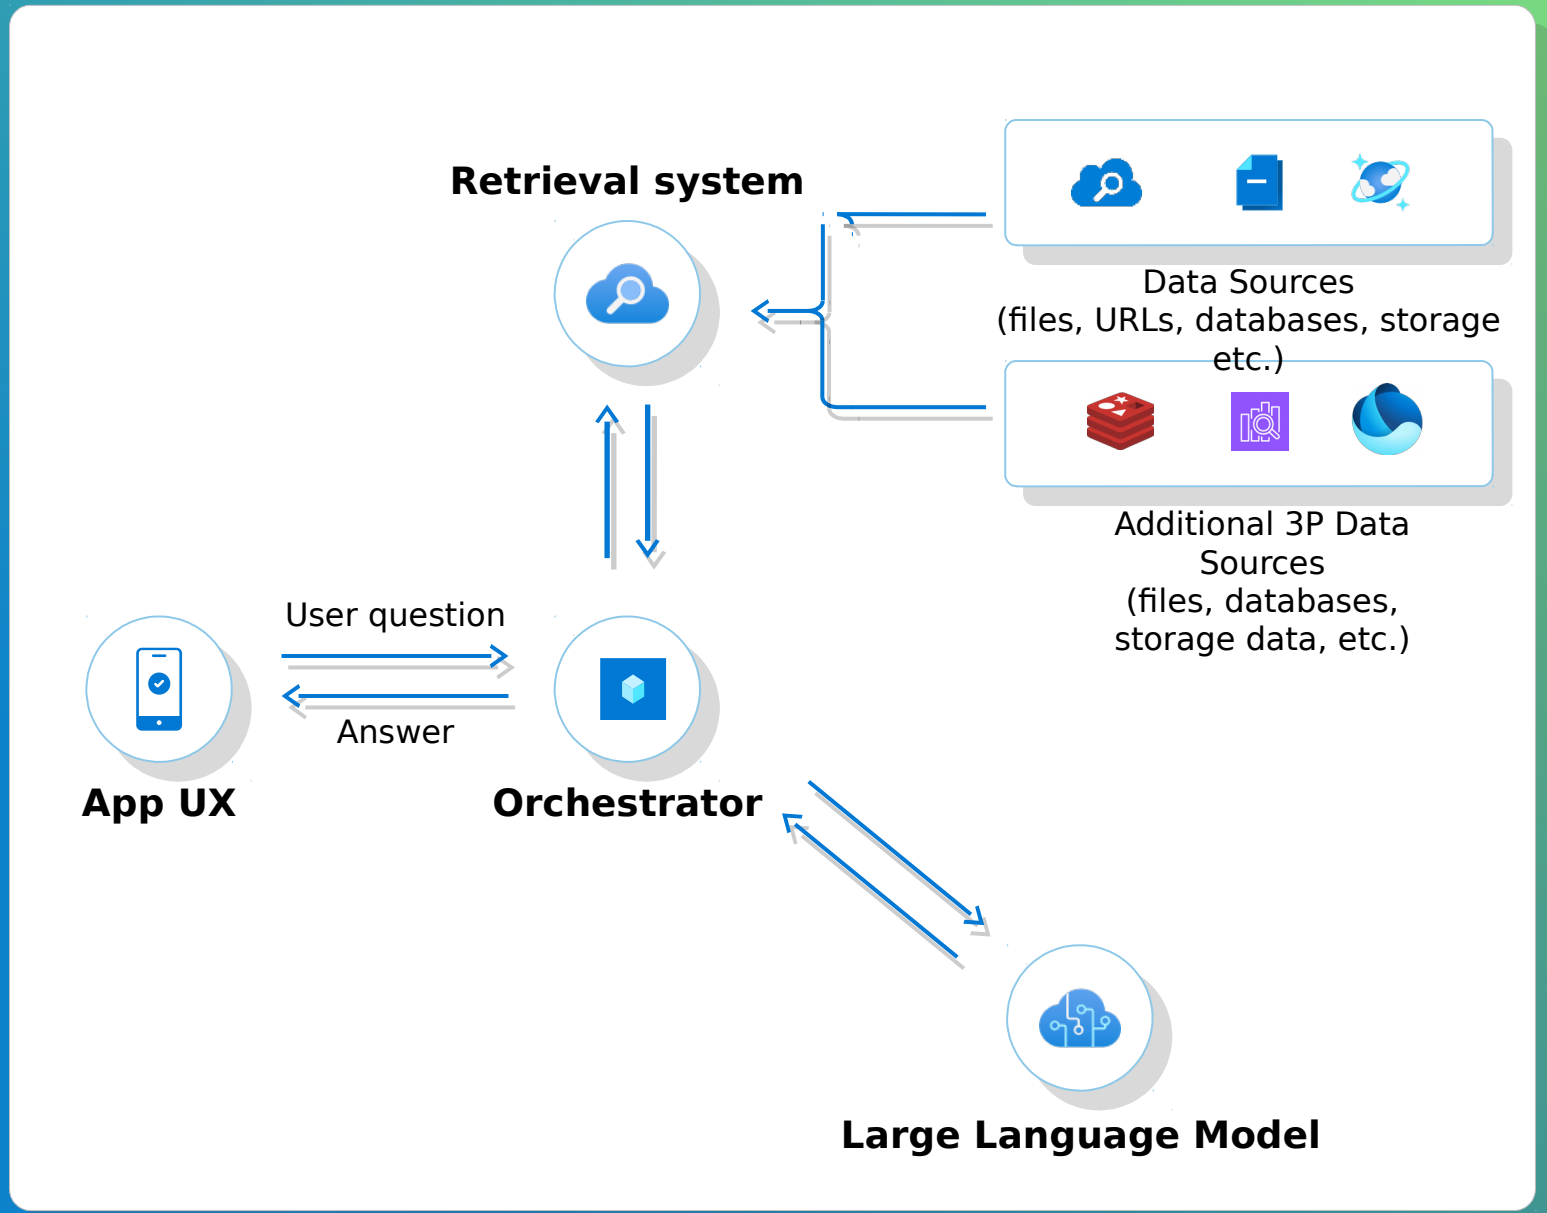 Retrieval system
Data Sources
(files, URLs, databases, storage
etc.)
Additional 3P Data
Sources
(files, databases,
storage data, etc.)
User question
Answer
App UX
Orchestrator
Large Language Model